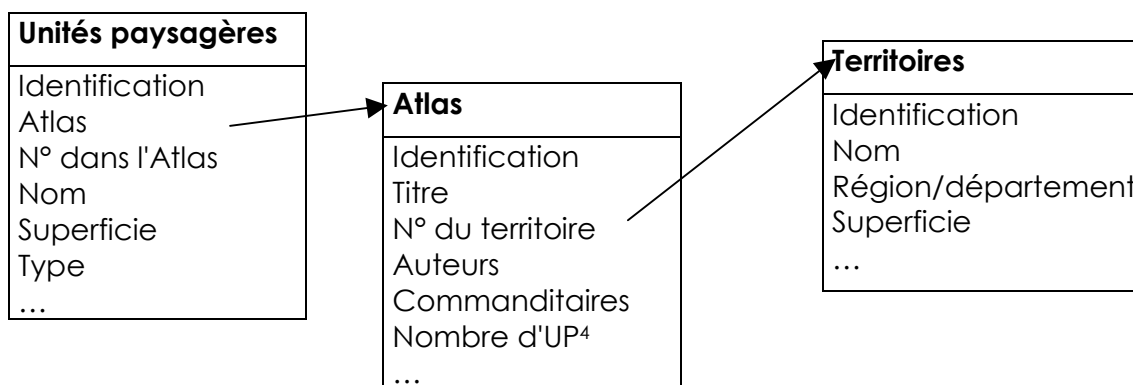 Unités paysagères
Identification
Atlas
N° dans l'Atlas
Nom
Superficie
Type
…
Atlas
Identification
Titre
N° du territoire
Auteurs
Commanditaires
Nombre d'UP⁴
…
Territoires
Identification
Nom
Région/département
Superficie
…